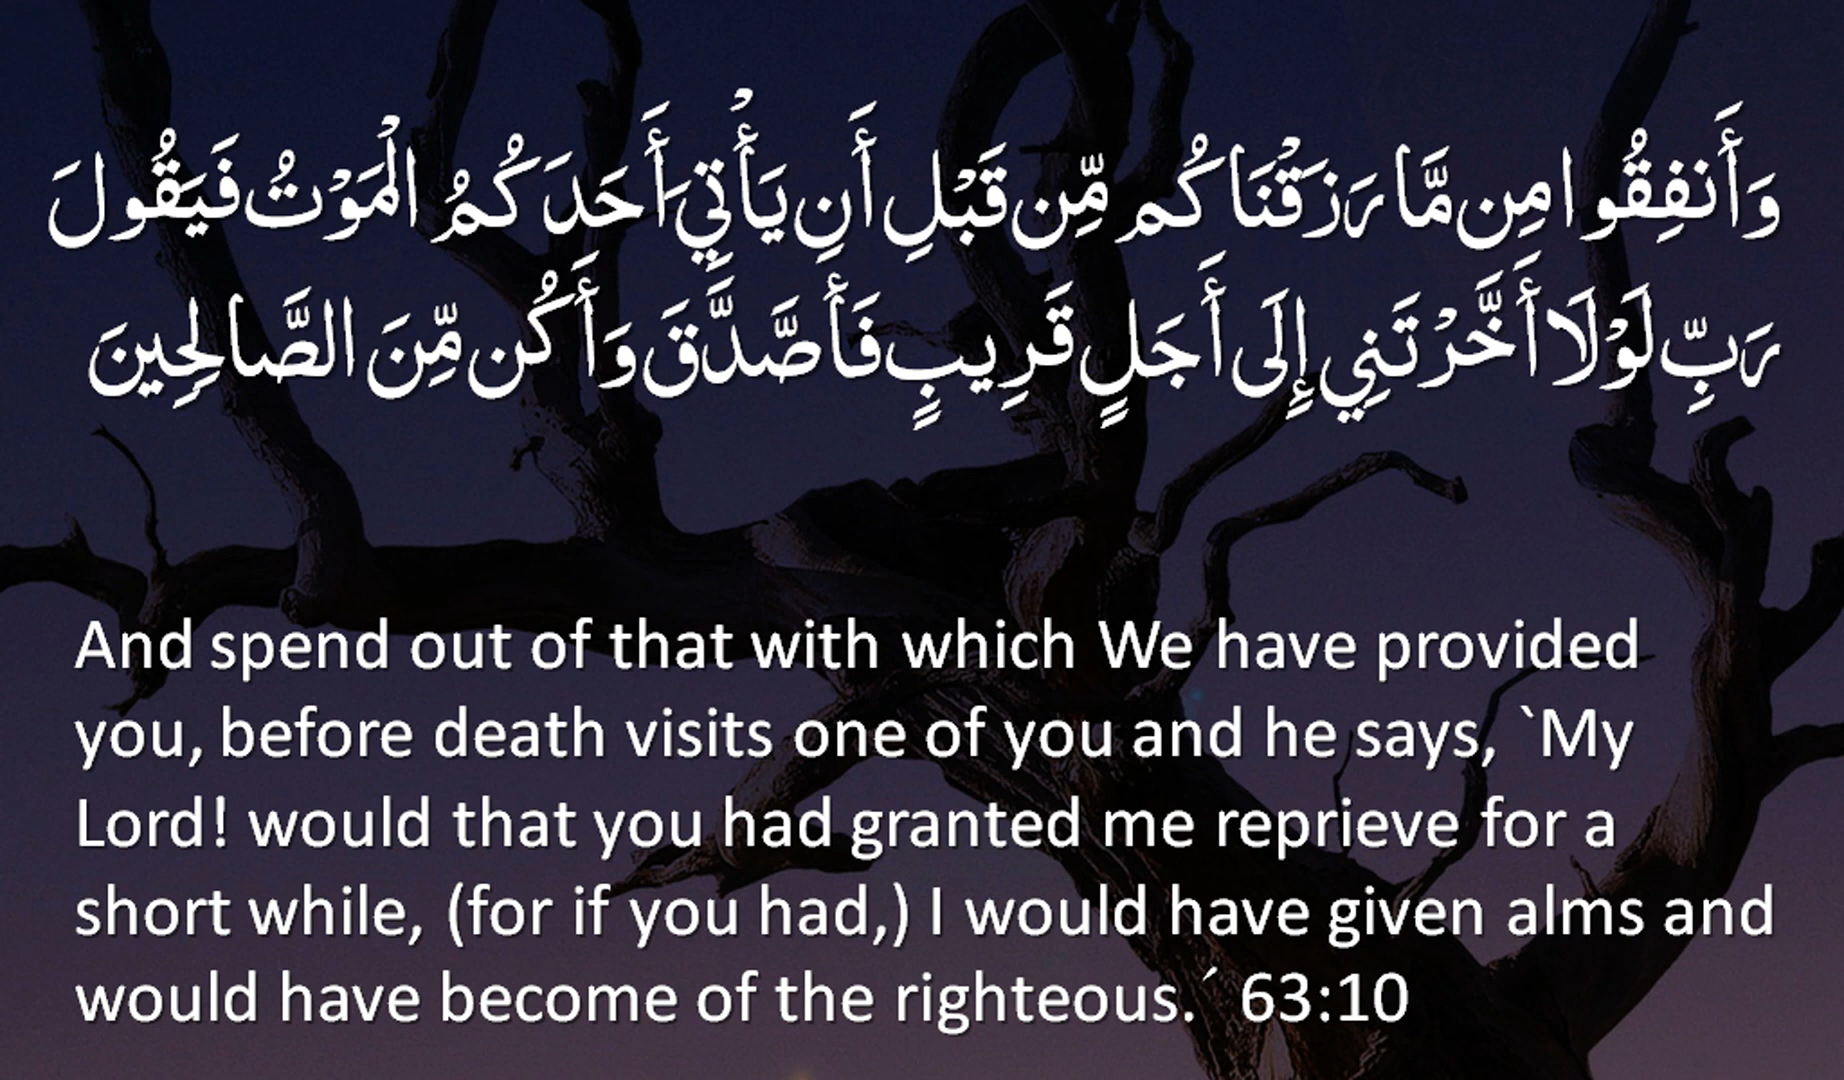 وَأَنفِقُوا مِن مَّا رَزَقْنَاكُم مِّن قَبْلِ أَن يَأْتِيَ أَحَدَكُمُ الْمَوْتُ فَيَقُولَ
رَبِّ لَوْلَا أَخَّرْتَنِي إِلَى أَجَلٍ قَرِيبٍ فَأَصَّدَّقَ وَأَكُن مِّنَ الصَّالِحِينَ
And spend out of that with which We have provided
you, before death visits one of you and he says, `My
Lord! would that you had granted me reprieve for a
short while, (for if you had,) I would have given alms and
would have become of the righteous.´ 63:10